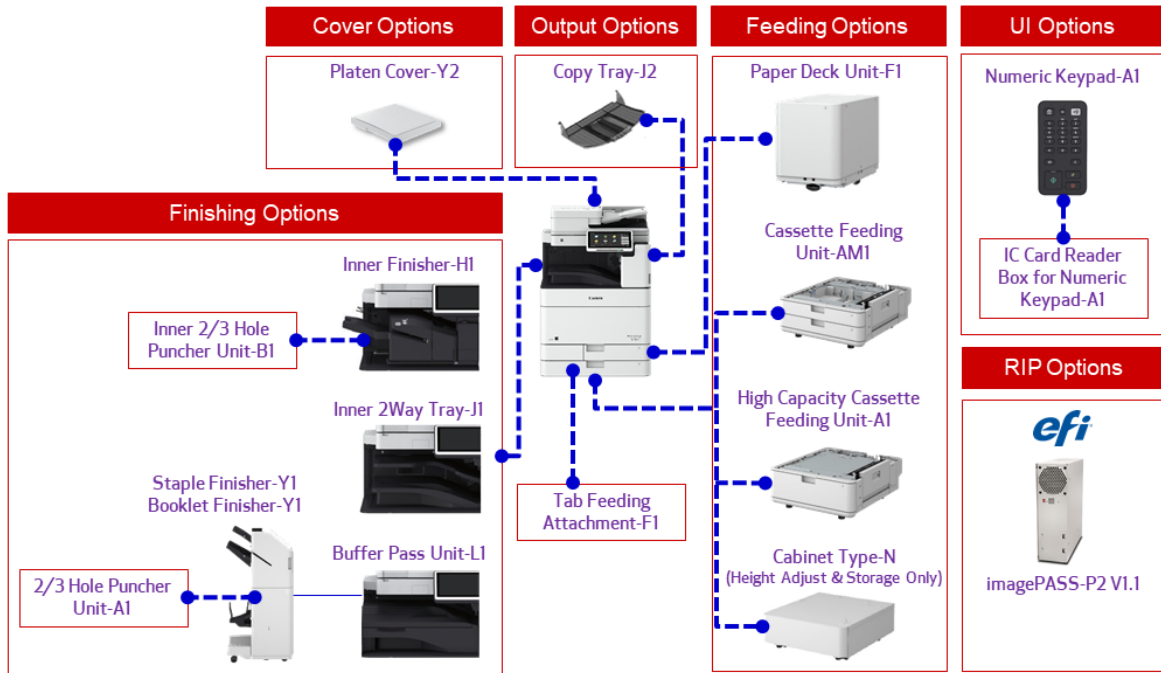 Cover Options
Platen Cover-Y2
Output Options
Copy Tray-J2
Feeding Options
Paper Deck Unit-F1
Cassette Feeding
Unit-AM1
High Capacity Cassette
Feeding Unit-A1
Cabinet Type-N
(Height Adjust & Storage Only)
UI Options
Numeric Keypad-A1
IC Card Reader
Box for Numeric
Keypad-A1
RIP Options
efi
imagePASS-P2 V1.1
Finishing Options
Inner Finisher-H1
Inner 2/3 Hole
Puncher Unit-B1
Inner 2Way Tray-J1
Staple Finisher-Y1
Booklet Finisher-Y1
2/3 Hole Puncher
Unit-A1
Buffer Pass Unit-L1
Canon
Tab Feeding
Attachment-F1